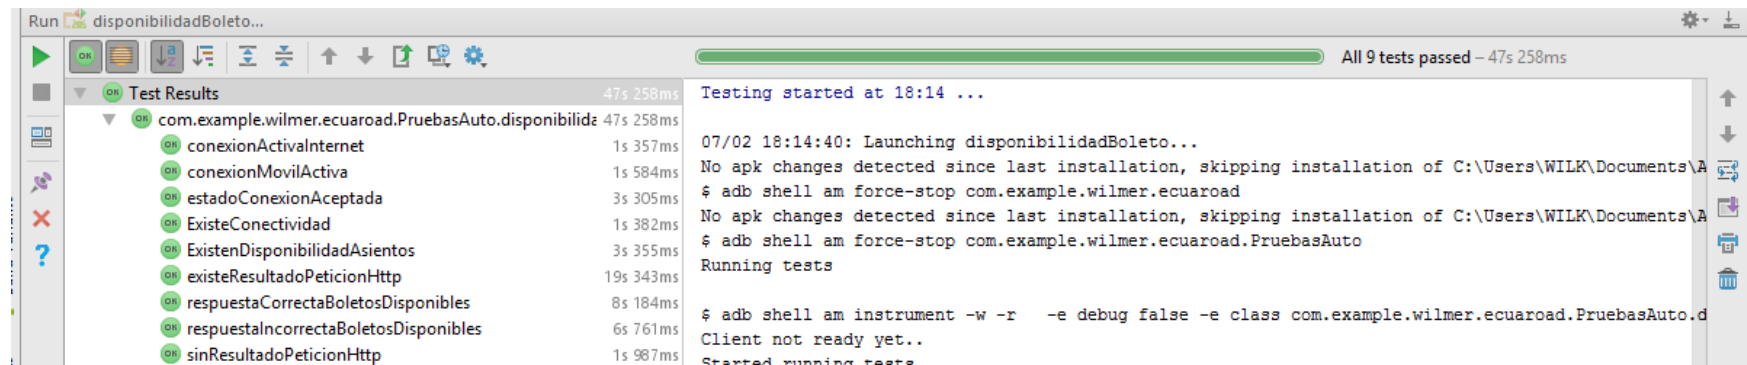 Run disponibilidadBoleto...
All 9 tests passed – 47s 258ms
Test Results 47s 258ms
com.example.wilmer.ecuaroad.PruebasAuto.disponibilida 47s 258ms
conexionActivaInternet 1s 357ms
conexionMovilActiva 1s 584ms
estadoConexionAceptada 3s 305ms
ExisteConectividad 1s 382ms
ExistenDisponibilidadAsientos 3s 355ms
existeResultadoPeticionHttp 19s 343ms
respuestaCorrectaBoletosDisponibles 8s 184ms
respuestaIncorrectaBoletosDisponibles 6s 761ms
sinResultadoPeticionHttp 1s 987ms
Testing started at 18:14 ...
07/02 18:14:40: Launching disponibilidadBoleto...
No apk changes detected since last installation, skipping installation of C:\Users\WILK\Documents\A
$ adb shell am force-stop com.example.wilmer.ecuaroad
No apk changes detected since last installation, skipping installation of C:\Users\WILK\Documents\A
$ adb shell am force-stop com.example.wilmer.ecuaroad.PruebasAuto
Running tests
$ adb shell am instrument -w -r   -e debug false -e class com.example.wilmer.ecuaroad.PruebasAuto.d
Client not ready yet..
Started running tests